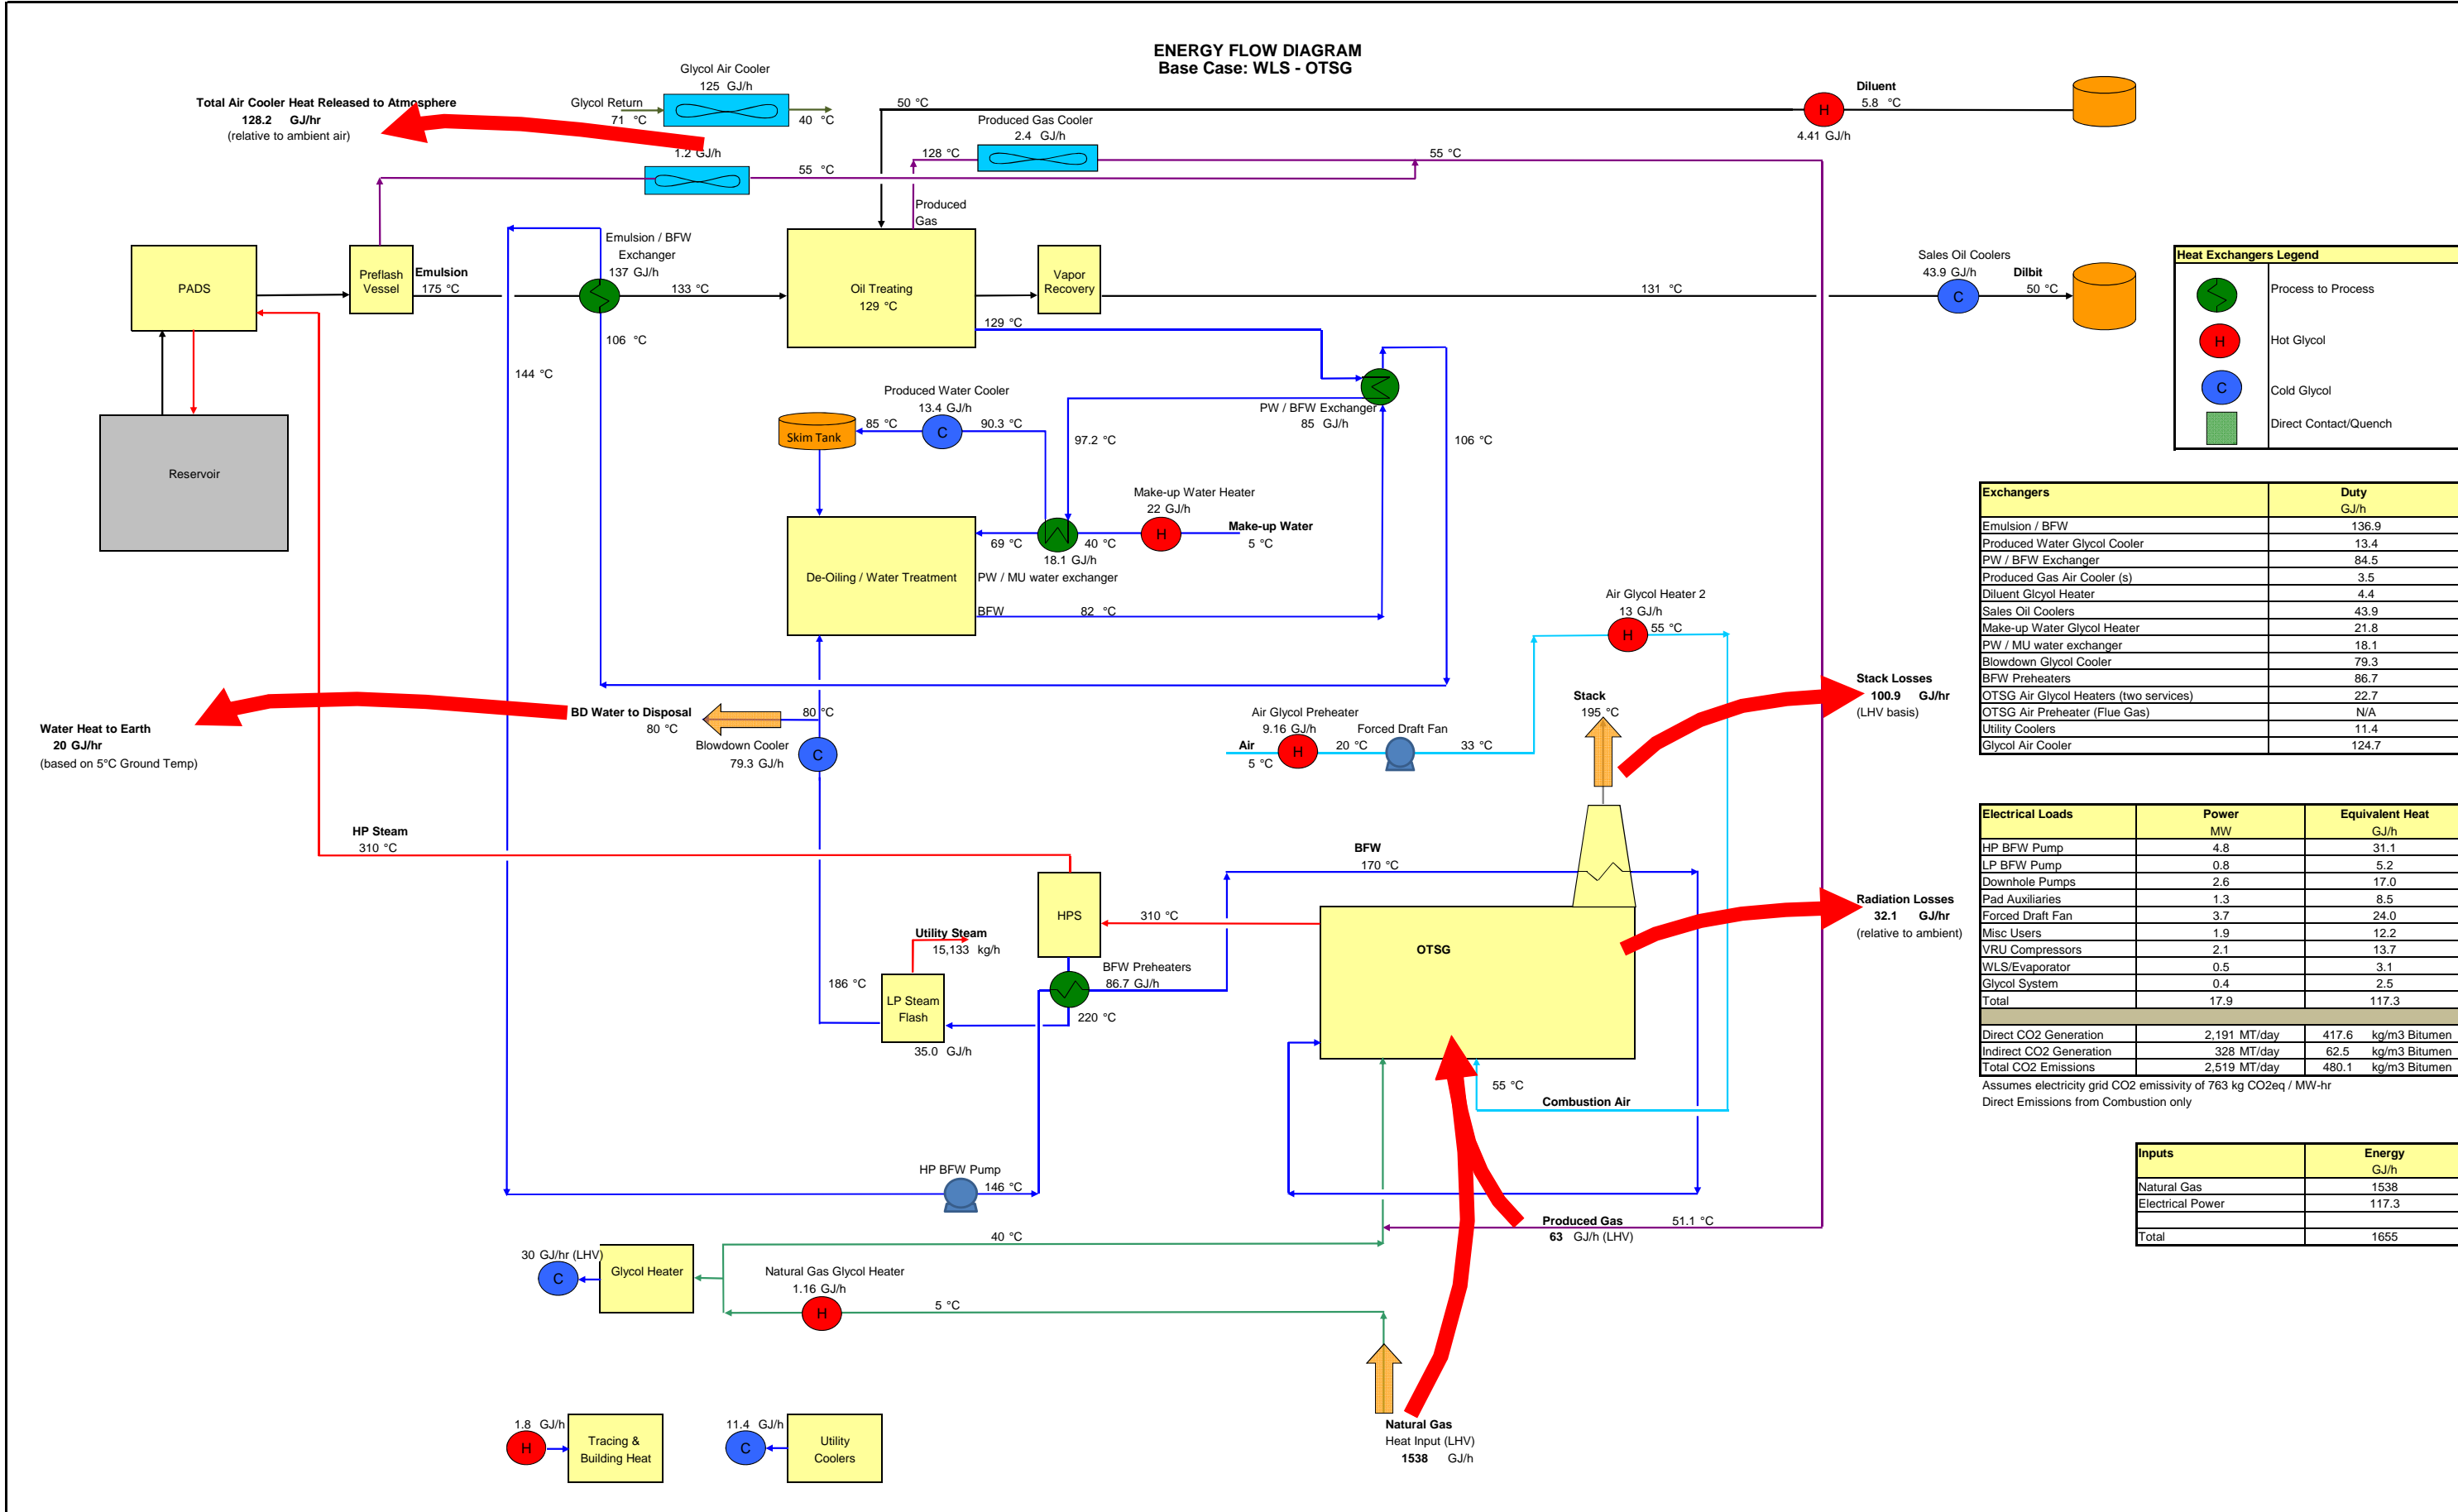 ENERGY FLOW DIAGRAM
Base Case: WLS - OTSG
Glycol Air Cooler
125 GJ/h
Total Air Cooler Heat Released to Atmosphere
128.2 GJ/hr
(relative to ambient air)
Glycol Return
71 °C
40 °C
1.2 GJ/h
55 °C
50 °C
Produced Gas Cooler
2.4 GJ/h
128 °C
55 °C
Diluent
5.8 °C
H
4.41 GJ/h
Produced
Gas
PADS
Preflash
Vessel
Emulsion
175 °C
Emulsion / BFW
Exchanger
137 GJ/h
133 °C
106 °C
144 °C
Oil Treating
129 °C
Vapor
Recovery
131 °C
129 °C
Sales Oil Coolers
43.9 GJ/h
C
Dilbit
50 °C
Heat Exchangers Legend
Process to Process
H
Hot Glycol
C
Cold Glycol
Direct Contact/Quench
Reservoir
Produced Water Cooler
13.4 GJ/h
Skim Tank
85 °C
C
90.3 °C
97.2 °C
PW / BFW Exchanger
85 GJ/h
106 °C
Make-up Water Heater
22 GJ/h
Make-up Water
5 °C
H
40 °C
69 °C
18.1 GJ/h
PW / MU water exchanger
De-Oiling / Water Treatment
BFW 82 °C
Exchangers Duty
GJ/h
Emulsion / BFW 136.9
Produced Water Glycol Cooler 13.4
PW / BFW Exchanger 84.5
Produced Gas Air Cooler (s) 3.5
Diluent Glcyol Heater 4.4
Sales Oil Coolers 43.9
Make-up Water Glycol Heater 21.8
PW / MU water exchanger 18.1
Blowdown Glycol Cooler 79.3
BFW Preheaters 86.7
OTSG Air Glycol Heaters (two services) 22.7
OTSG Air Preheater (Flue Gas) N/A
Utility Coolers 11.4
Glycol Air Cooler 124.7
Air Glycol Heater 2
13 GJ/h
H
55 °C
Water Heat to Earth
20 GJ/hr
(based on 5°C Ground Temp)
BD Water to Disposal
80 °C
80 °C
Blowdown Cooler
79.3 GJ/h
C
Air Glycol Preheater
9.16 GJ/h
Air
5 °C
H
20 °C
Forced Draft Fan
33 °C
Stack
195 °C
Stack Losses
100.9 GJ/hr
(LHV basis)
HP Steam
310 °C
BFW
170 °C
HPS
310 °C
OTSG
Radiation Losses
32.1 GJ/hr
(relative to ambient)
Utility Steam
15,133 kg/h
BFW Preheaters
86.7 GJ/h
186 °C
LP Steam
Flash
220 °C
35.0 GJ/h
55 °C
Combustion Air
Electrical Loads Power Equivalent Heat
MW GJ/h
HP BFW Pump 4.8 31.1
LP BFW Pump 0.8 5.2
Downhole Pumps 2.6 17.0
Pad Auxiliaries 1.3 8.5
Forced Draft Fan 3.7 24.0
Misc Users 1.9 12.2
VRU Compressors 2.1 13.7
WLS/Evaporator 0.5 3.1
Glycol System 0.4 2.5
Total 17.9 117.3
Direct CO2 Generation 2,191 MT/day 417.6 kg/m3 Bitumen
Indirect CO2 Generation 328 MT/day 62.5 kg/m3 Bitumen
Total CO2 Emissions 2,519 MT/day 480.1 kg/m3 Bitumen
Assumes electricity grid CO2 emissivity of 763 kg CO2eq / MW-hr
Direct Emissions from Combustion only
HP BFW Pump
146 °C
Inputs Energy
GJ/h
Natural Gas 1538
Electrical Power 117.3
Total 1655
Produced Gas 51.1 °C
63 GJ/h (LHV)
40 °C
30 GJ/hr (LHV)
C
Glycol Heater
Natural Gas Glycol Heater
1.16 GJ/h
H
5 °C
1.8 GJ/h
H
Tracing &
Building Heat
11.4 GJ/h
C
Utility
Coolers
Natural Gas
Heat Input (LHV)
1538 GJ/h